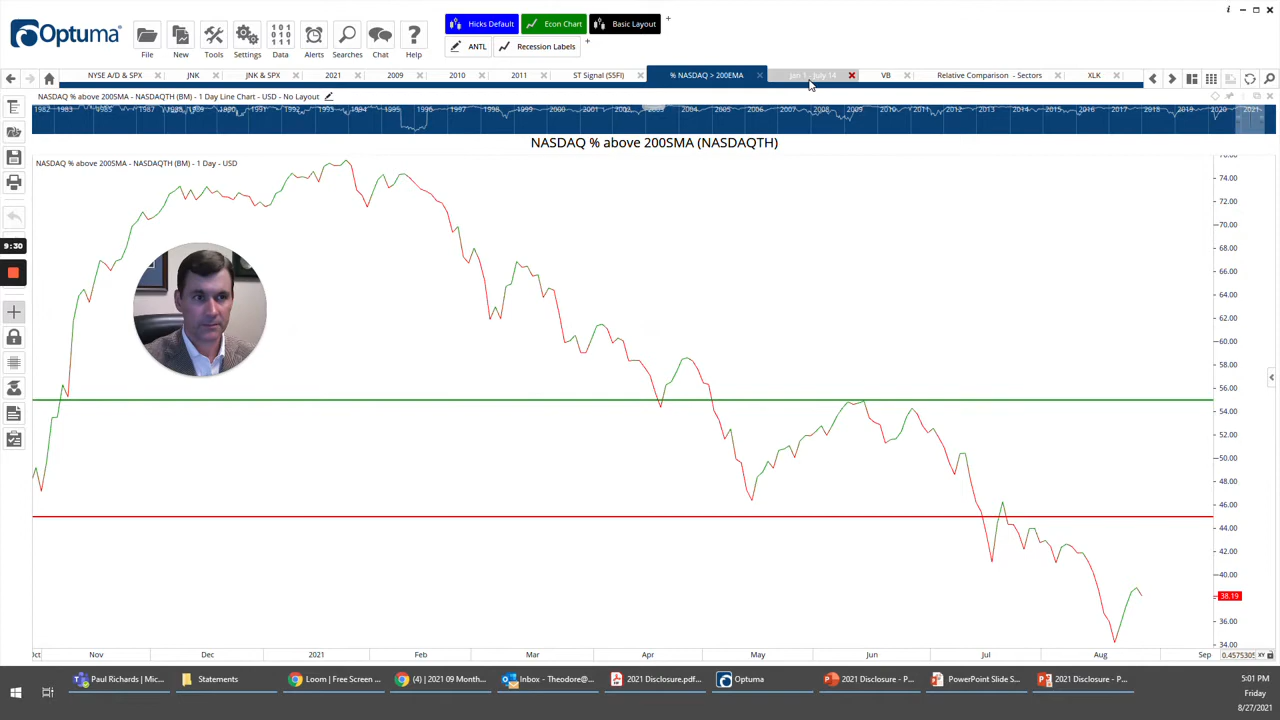 Optuma
File
New
Tools
Settings
Data
Alerts
Searches
Chat
Help
Hicks Default
Econ Chart
Basic Layout
ANTL
Recession Labels
NYSE A/D & SPX
JNK
JNK & SPX
2021
2009
2010
2011
ST Signal (SSFI)
% NASDAQ > 200EMA
Jan 1 - July 14
VB
Relative Comparison - Sectors
XLK
NASDAQ % above 200SMA - NASDAQTH (BM) - 1 Day Line Chart - USD - No Layout
NASDAQ % above 200SMA (NASDAQTH)
NASDAQ % above 200SMA - NASDAQTH (BM) - 1 Day - USD
9:30
74.00
72.00
70.00
68.00
66.00
64.00
62.00
60.00
58.00
56.00
54.00
52.00
50.00
48.00
46.00
44.00
42.00
40.00
38.19
36.00
34.00
Nov
Dec
2021
Feb
Mar
Apr
May
Jun
Jul
Aug
Sep
0.4575305
Paul Richards | Mic...
Statements
Loom | Free Screen ...
(4) | 2021 09 Month...
Inbox - Theodore@...
2021 Disclosure.pdf...
Optuma
2021 Disclosure - P...
PowerPoint Slide S...
2021 Disclosure - P...
5:01 PM
Friday
8/27/2021